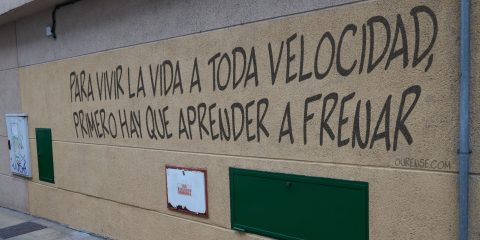 PARA VIVIR LA VIDA A TODA VELOCIDAD,
PRIMERO HAY QUE APRENDER A FRENAR
OURENSE.COM